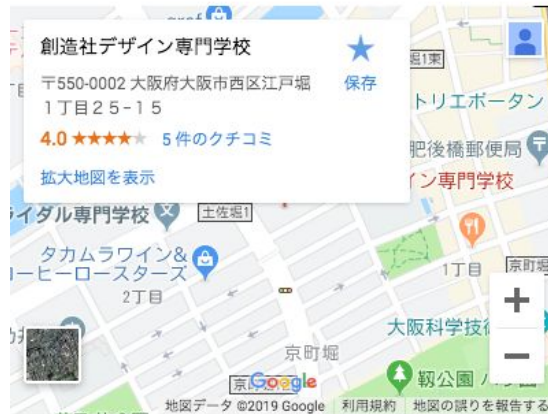 創造社デザイン専門学校
保存
〒550-0002 大阪府大阪市西区江戸堀
1丁目25-15
4.0 ★★★★★ 5 件のクチコミ
拡大地図を表示
堀1東
トリエポータン
肥後橋郵便局
イン専門学校
イダル専門学校
土佐堀1
タカムラワイン&
コーヒーロースターズ
2丁目
1丁目
京町堀
大阪科学技術
京町堀
靱公園 バ
Google
地図データ ©2019 Google
利用規約
地図の誤りを報告する